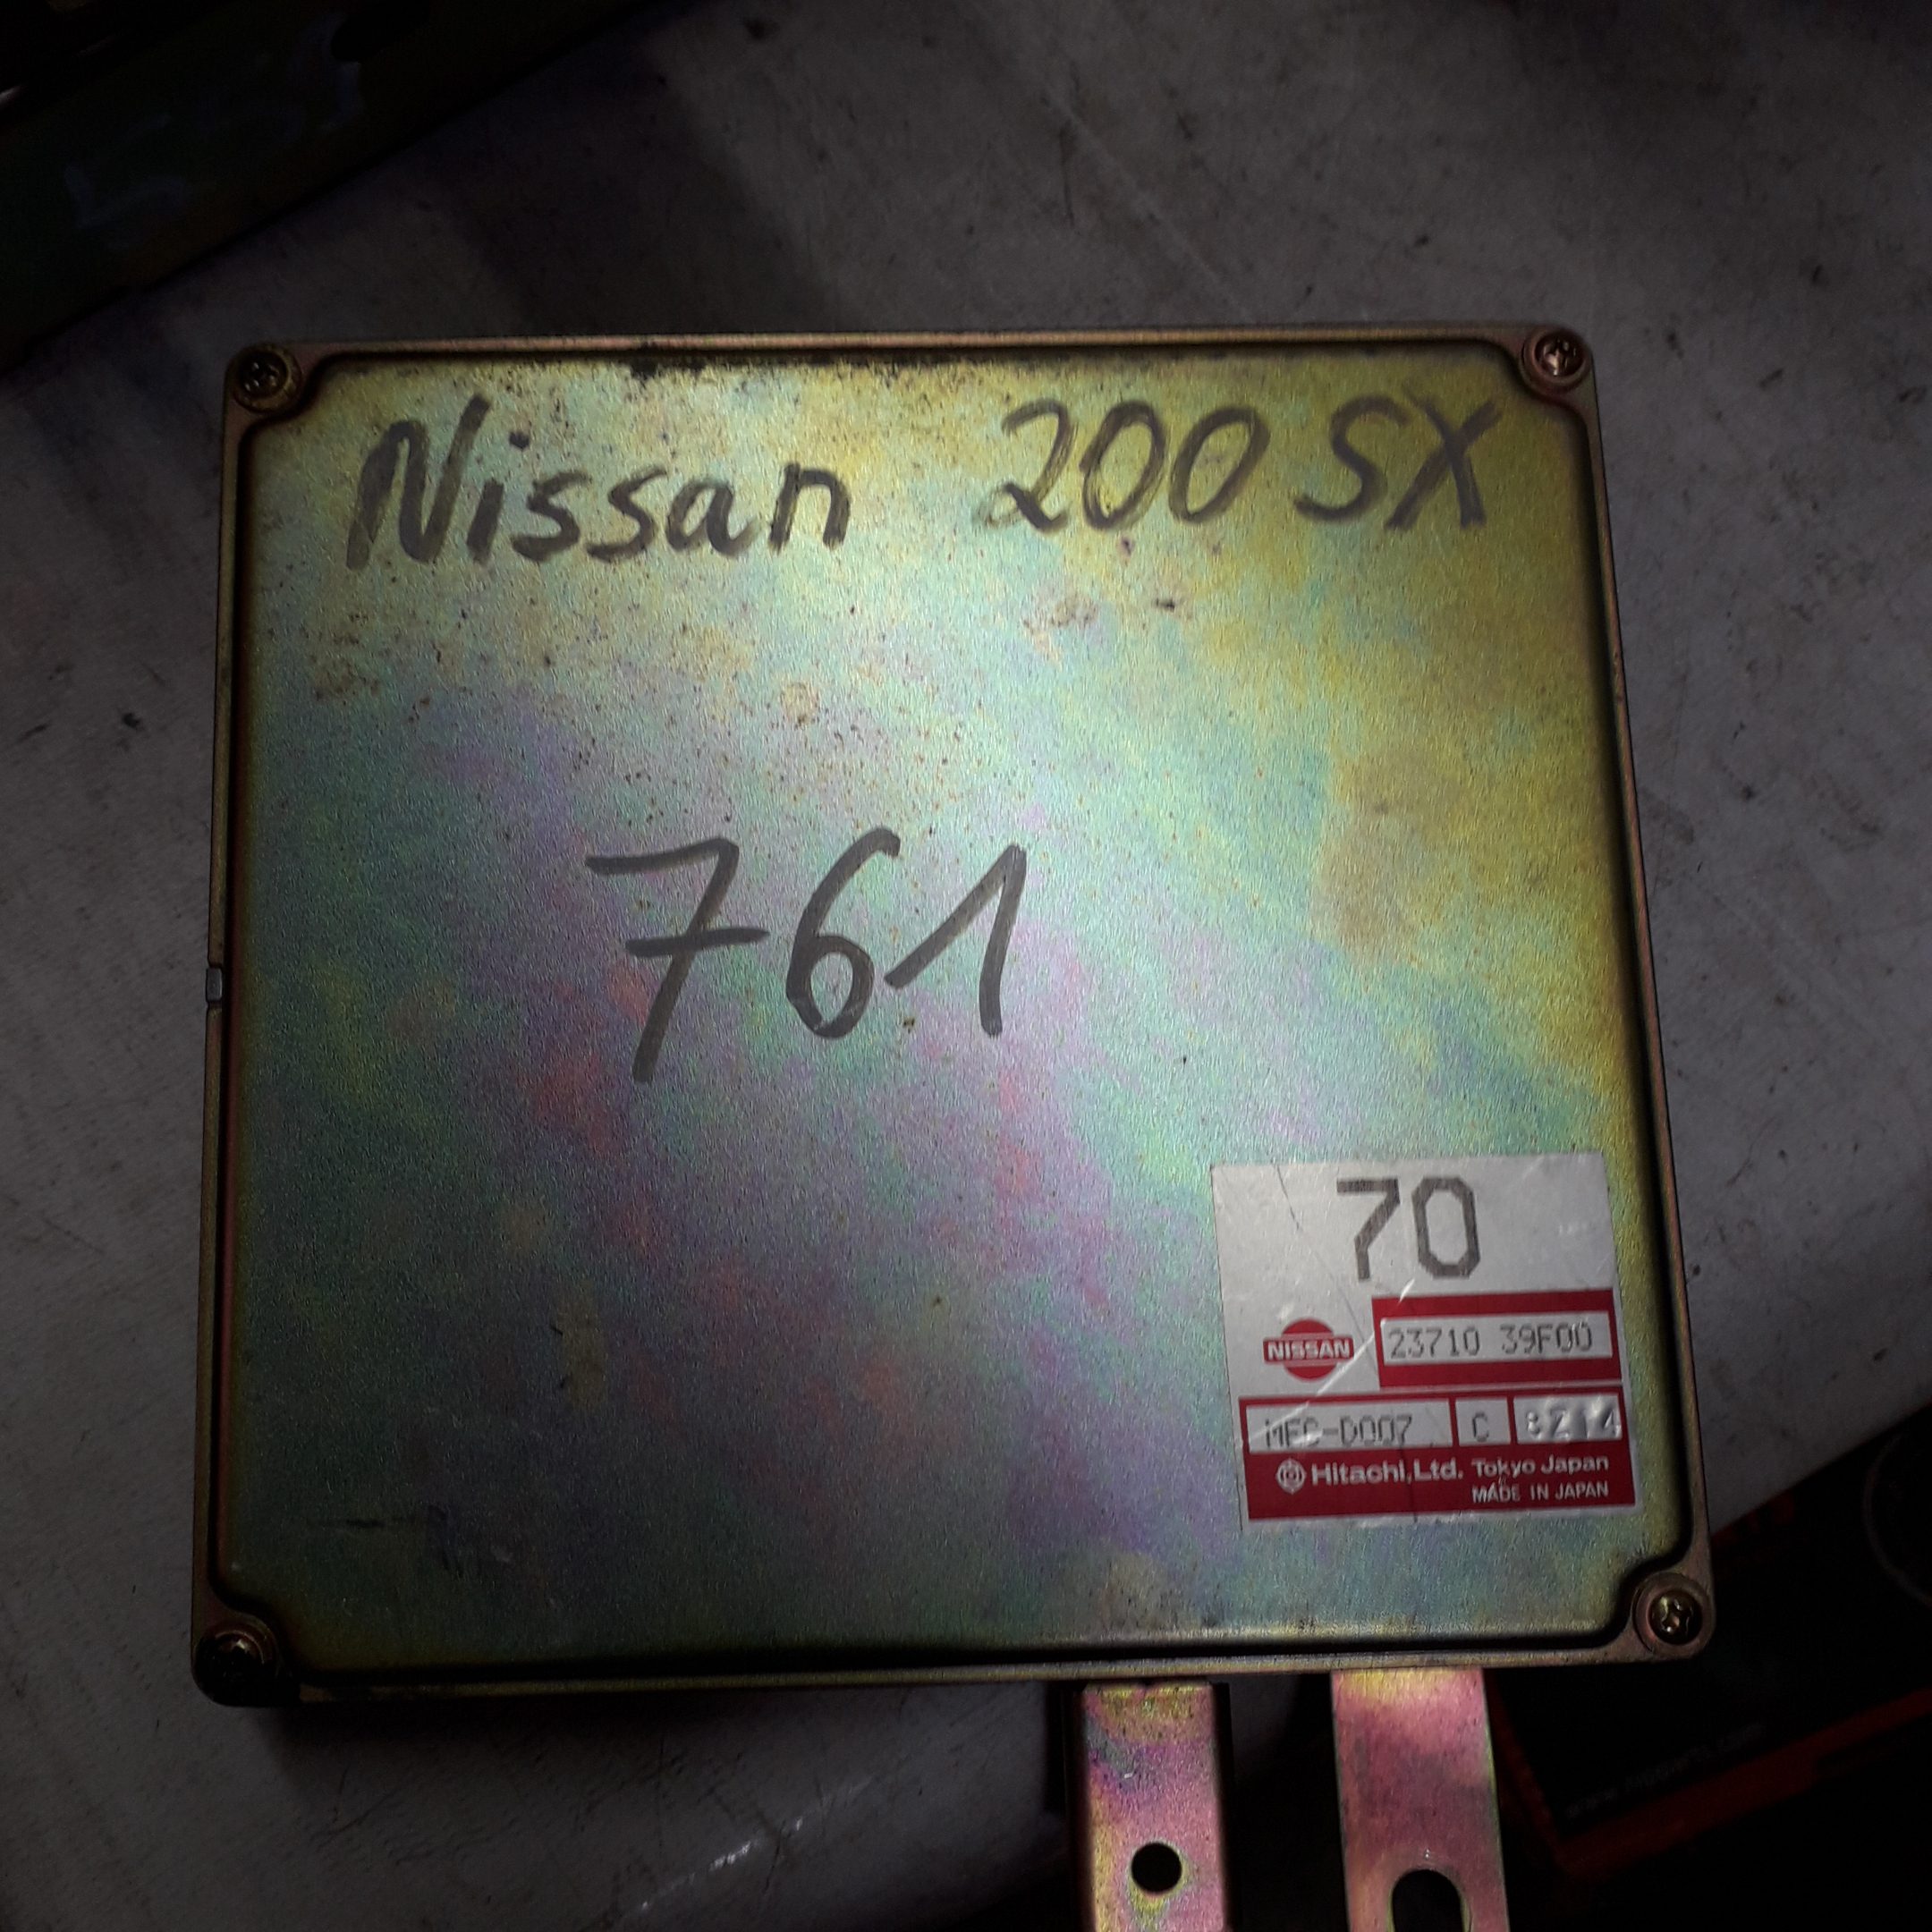 Nissan 200 SX
761
70
NISSAN 23710 39F00
MEC-D007 C 8214
Hitachi, Ltd. Tokyo Japan
MADE IN JAPAN